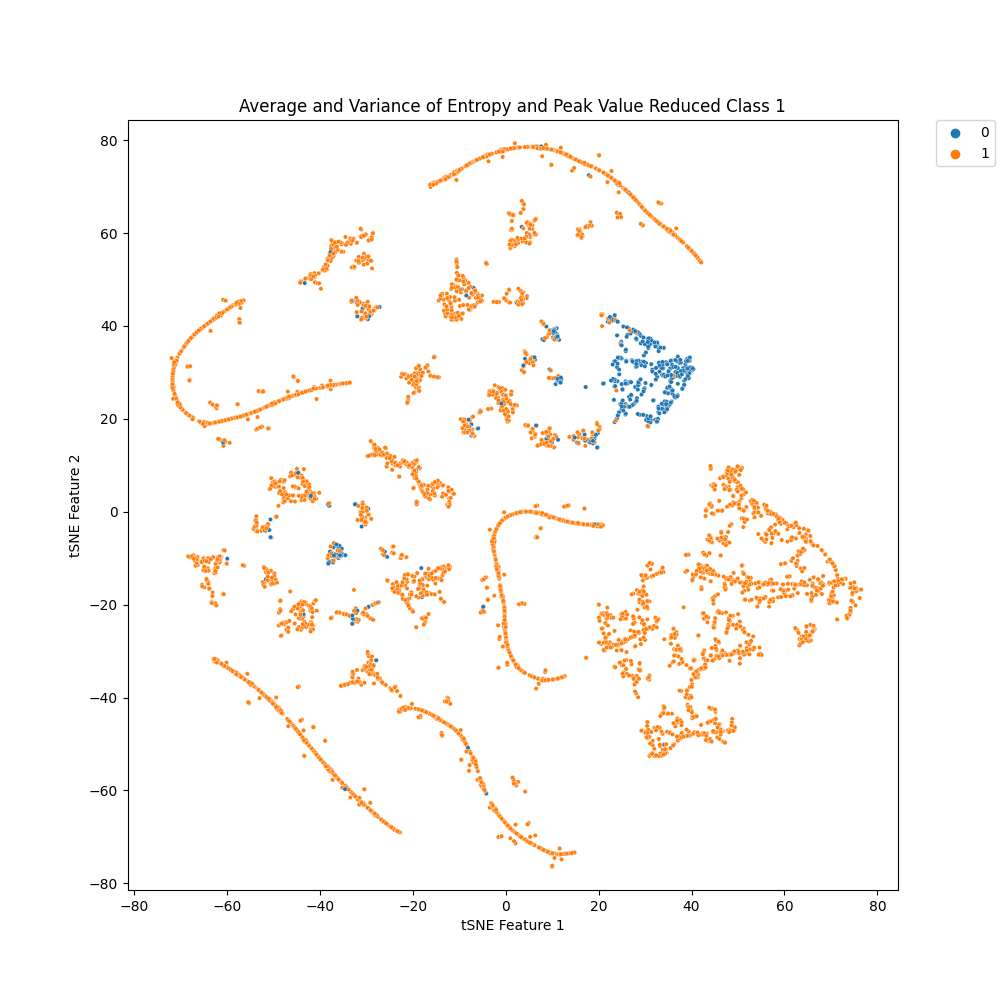 Average and Variance of Entropy and Peak Value Reduced Class 1
0
1
80
60
40
20
0
−20
−40
−60
−80
tSNE Feature 2
−80 −60 −40 −20 0 20 40 60 80
tSNE Feature 1